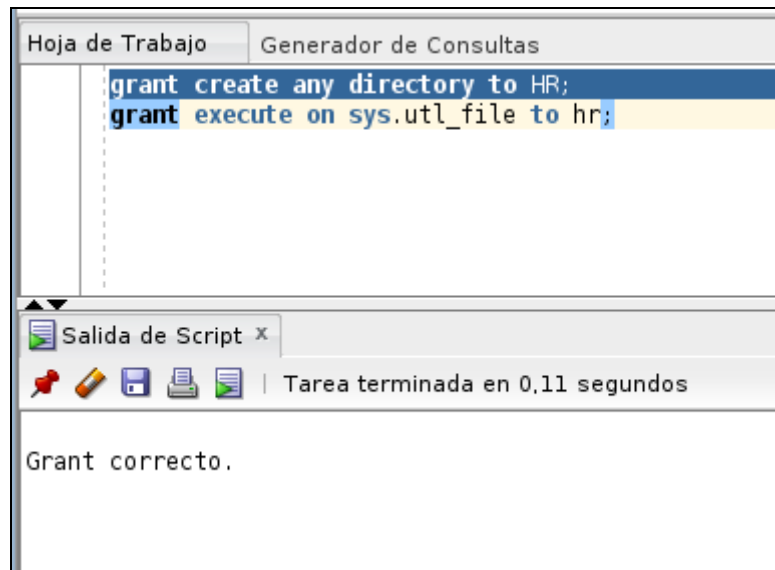 Hoja de Trabajo
Generador de Consultas
grant create any directory to HR;
grant execute on sys.utl_file to hr;
Salida de Script x
Tarea terminada en 0,11 segundos
Grant correcto.